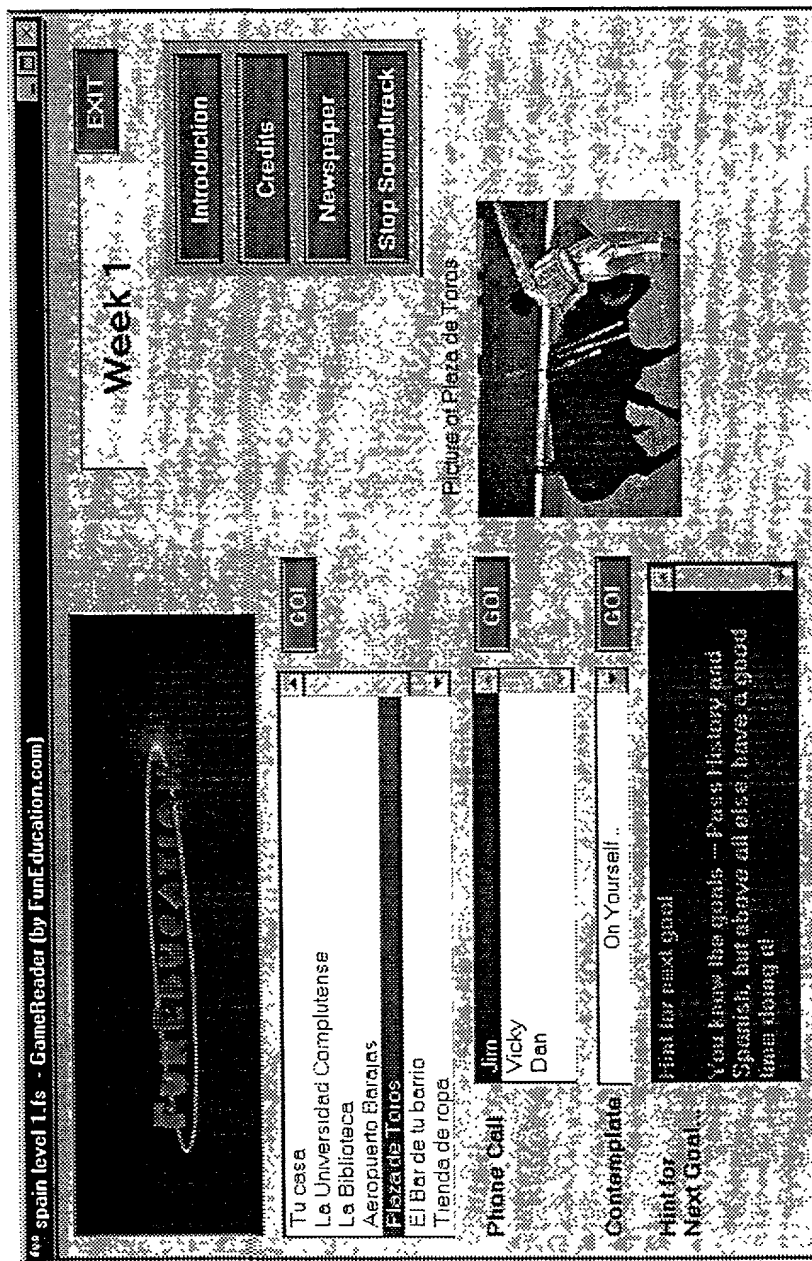 spain level 1.fs - GameReader (by FunEducation.com)
FUNEDUCATION
Week 1
EXIT
Introduction
Credits
Newspaper
Stop Soundtrack
Tu casa
La Universidad Complutense
La Biblioteca
Aeropuerto Barajas
Plaza de Toros
El Bar de tu barrio
Tienda de ropa
GO!
Picture of Plaza de Toros
Phone Call
Jim
Vicky
Dan
GO!
Contemplate
On Yourself..
GO!
Hint for
Next Goal...
Hint for next goal
You know the goals -- Pass History and
Spanish, but above all else, have a good
time doing it!